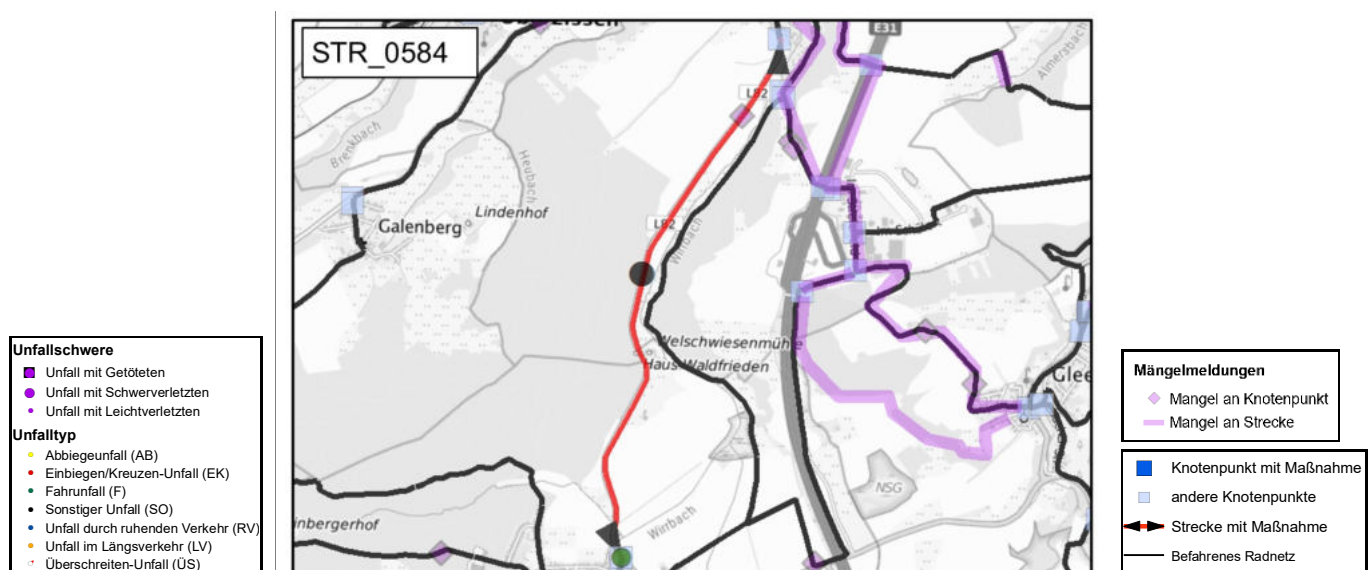 STR_0584
E31
L82
Almersbach
Brenkbach
Heubach
Lindenhof
Galenberg
L82
Wirrbach
Welschwiesenmühle
Haus Waldfrieden
Glee
NSG
inbergerhof
Wirrbach
Unfallschwere
Unfall mit Getöteten
Unfall mit Schwerverletzten
Unfall mit Leichtverletzten
Unfalltyp
Abbiegeunfall (AB)
Einbiegen/Kreuzen-Unfall (EK)
Fahrunfall (F)
Sonstiger Unfall (SO)
Unfall durch ruhenden Verkehr (RV)
Unfall im Längsverkehr (LV)
Überschreiten-Unfall (ÜS)
Mängelmeldungen
Mangel an Knotenpunkt
Mangel an Strecke
Knotenpunkt mit Maßnahme
andere Knotenpunkte
Strecke mit Maßnahme
Befahrenes Radnetz